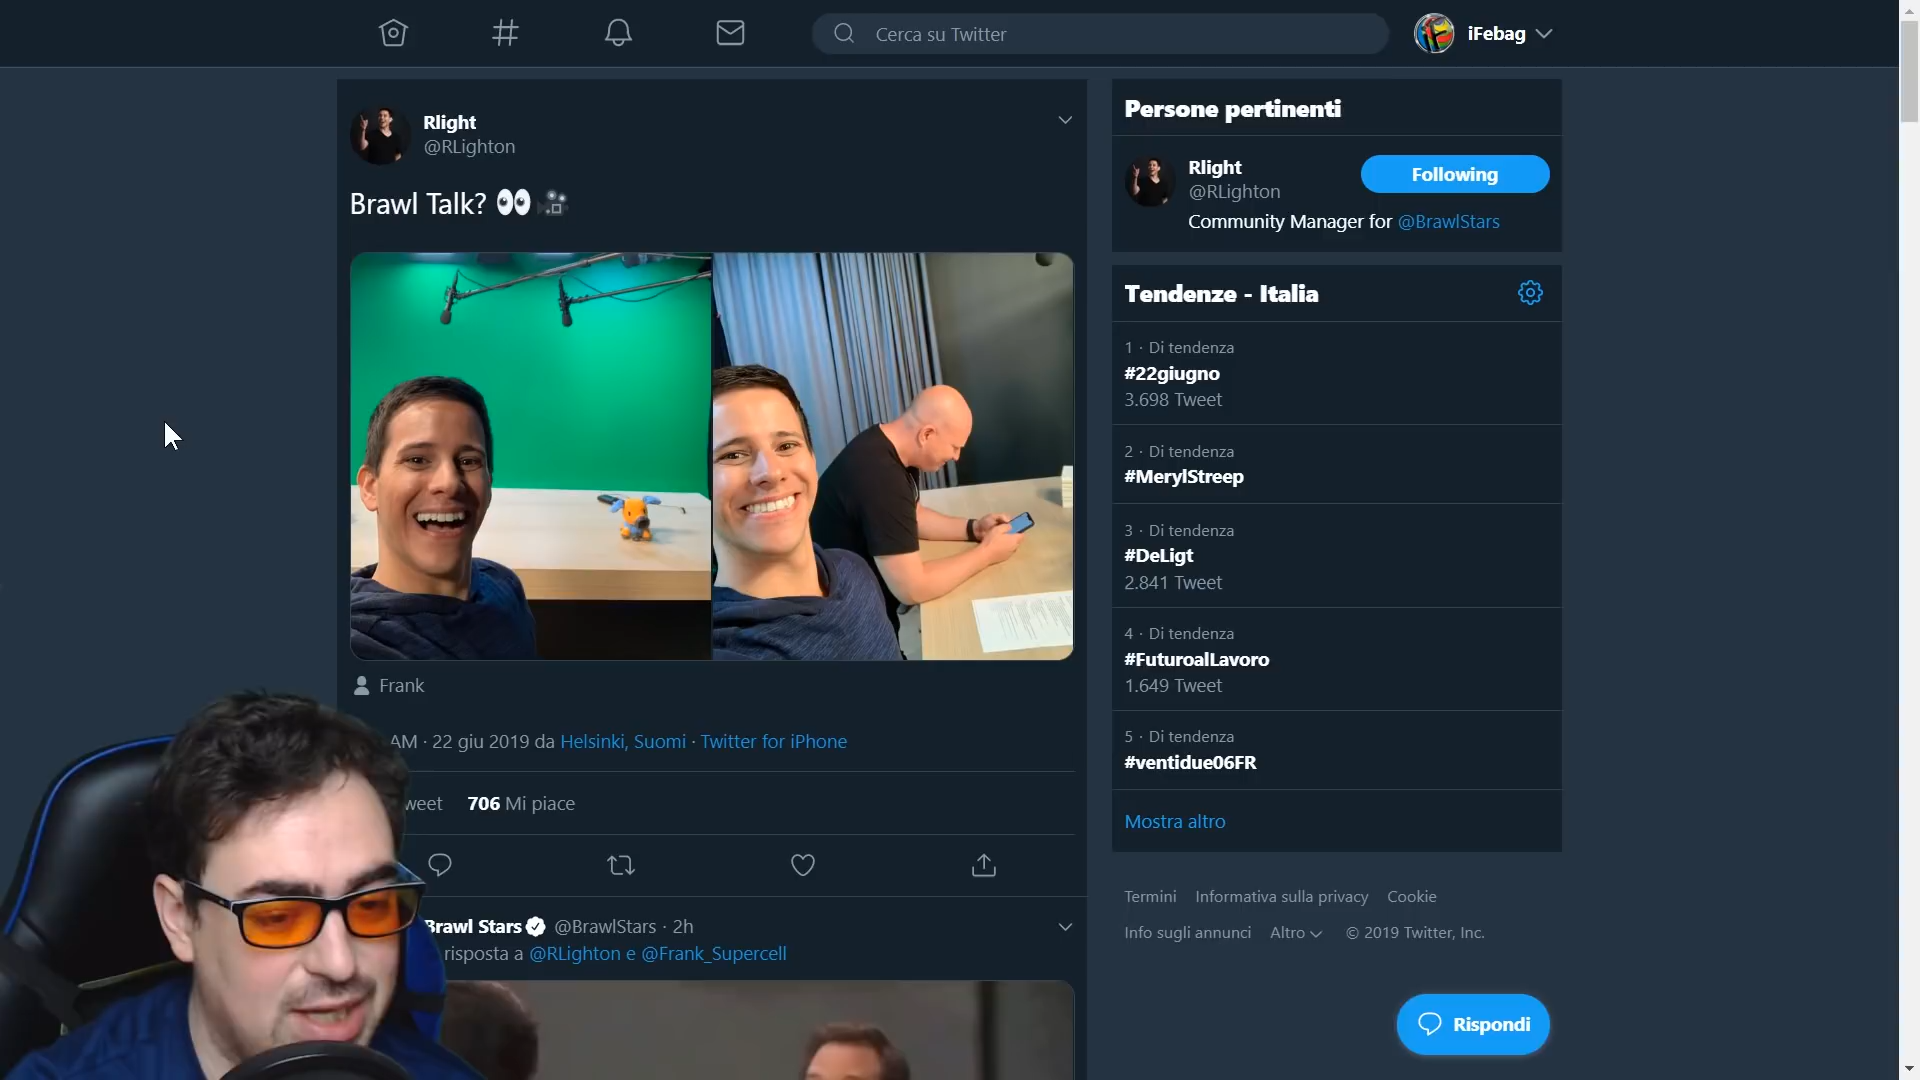 Cerca su Twitter
iFebag
Rlight
@RLighton
Brawl Talk?
Frank
AM · 22 giu 2019 da Helsinki, Suomi · Twitter for iPhone
weet 706 Mi piace
Brawl Stars @BrawlStars · 2h
risposta a @RLighton e @Frank_Supercell
Persone pertinenti
Rlight
@RLighton
Following
Community Manager for @BrawlStars
Tendenze - Italia
1 · Di tendenza
#22giugno
3.698 Tweet
2 · Di tendenza
#MerylStreep
3 · Di tendenza
#DeLigt
2.841 Tweet
4 · Di tendenza
#FuturoalLavoro
1.649 Tweet
5 · Di tendenza
#ventidue06FR
Mostra altro
Termini Informativa sulla privacy Cookie
Info sugli annunci Altro © 2019 Twitter, Inc.
Rispondi